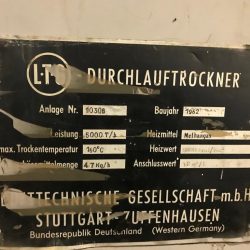 LTG - DURCHLAUFTROCKNER
Anlage Nr. 10308 Baujahr 1962
Leistung 6000 T/h Heizmittel
max. Trockentemperatur 160°C Heizwert
4.7 Kg/h Anschlusswert
TECHNISCHE GESELLSCHAFT m.b.H
STUTTGART-ZUFFENHAUSEN
Bundesrepublik Deutschland (Western Germany)